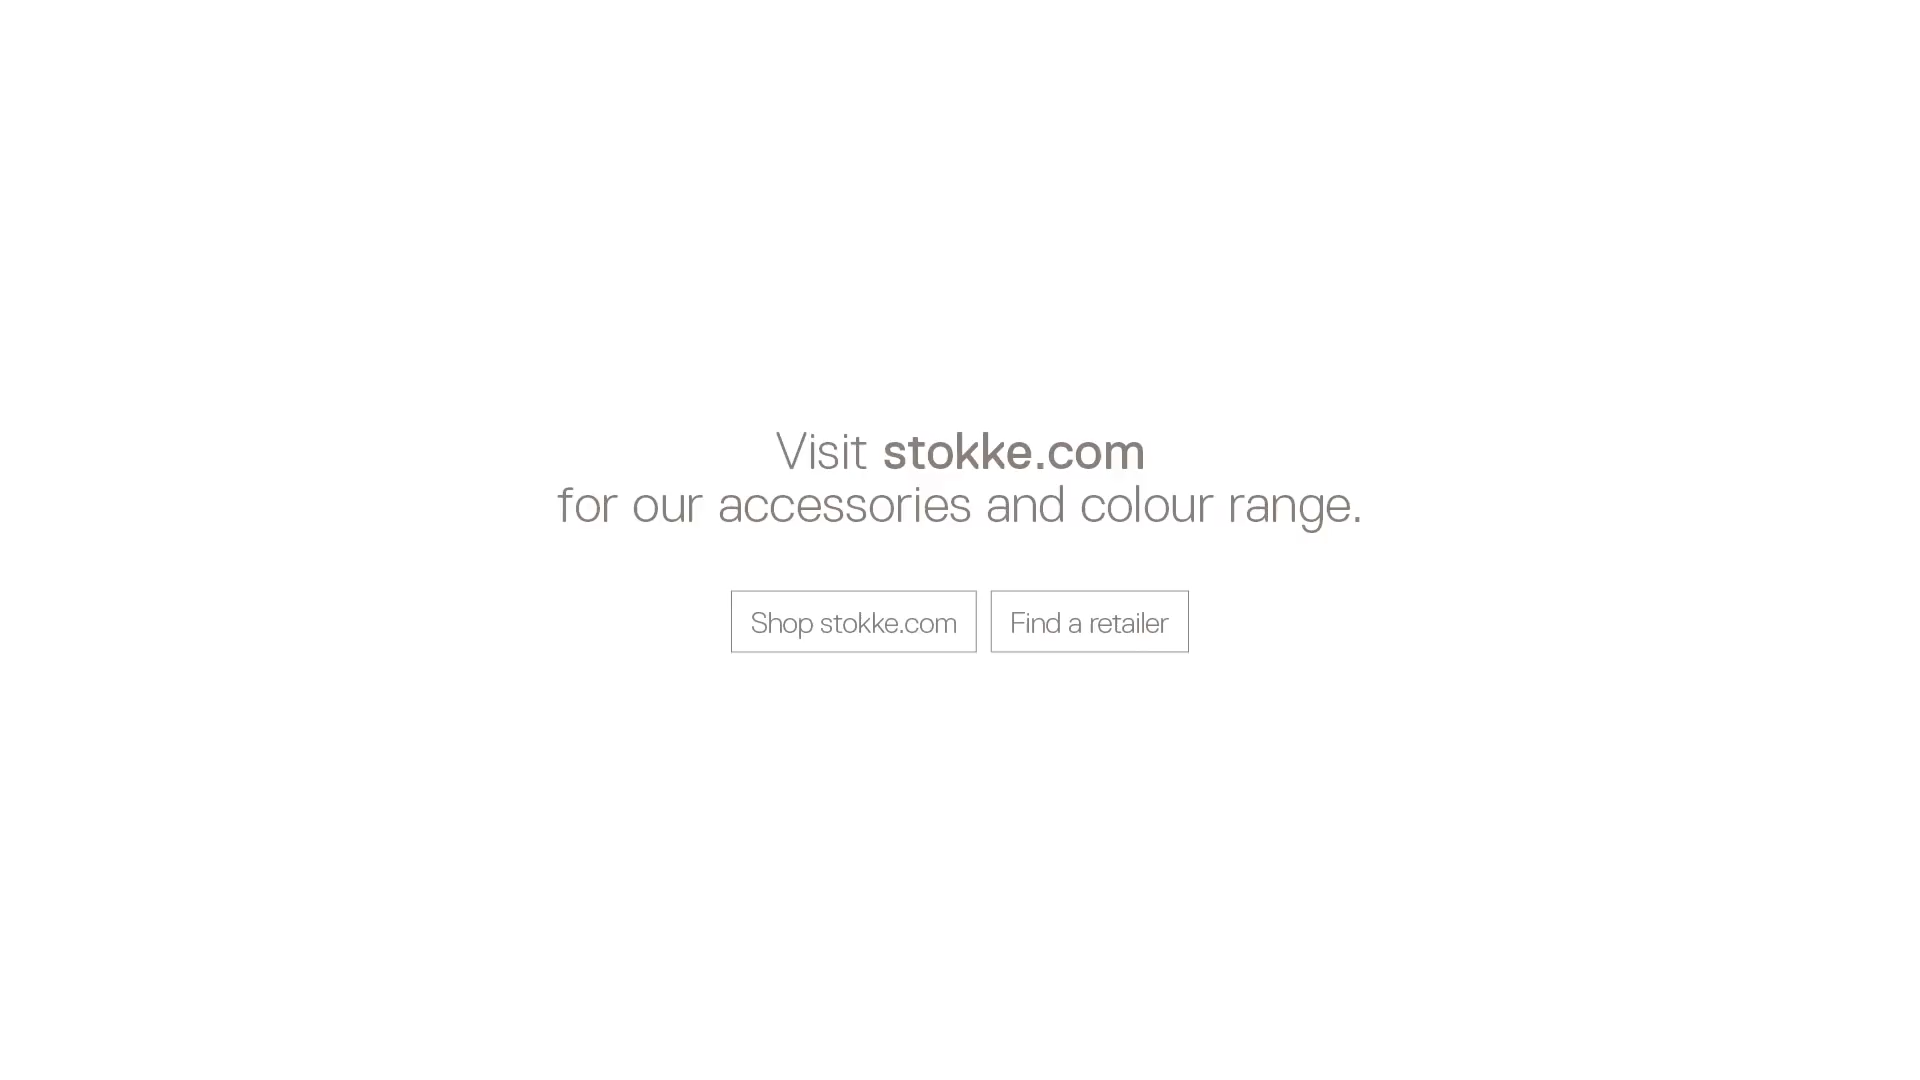 Visit stokke.com
for our accessories and colour range.
Shop stokke.com
Find a retailer